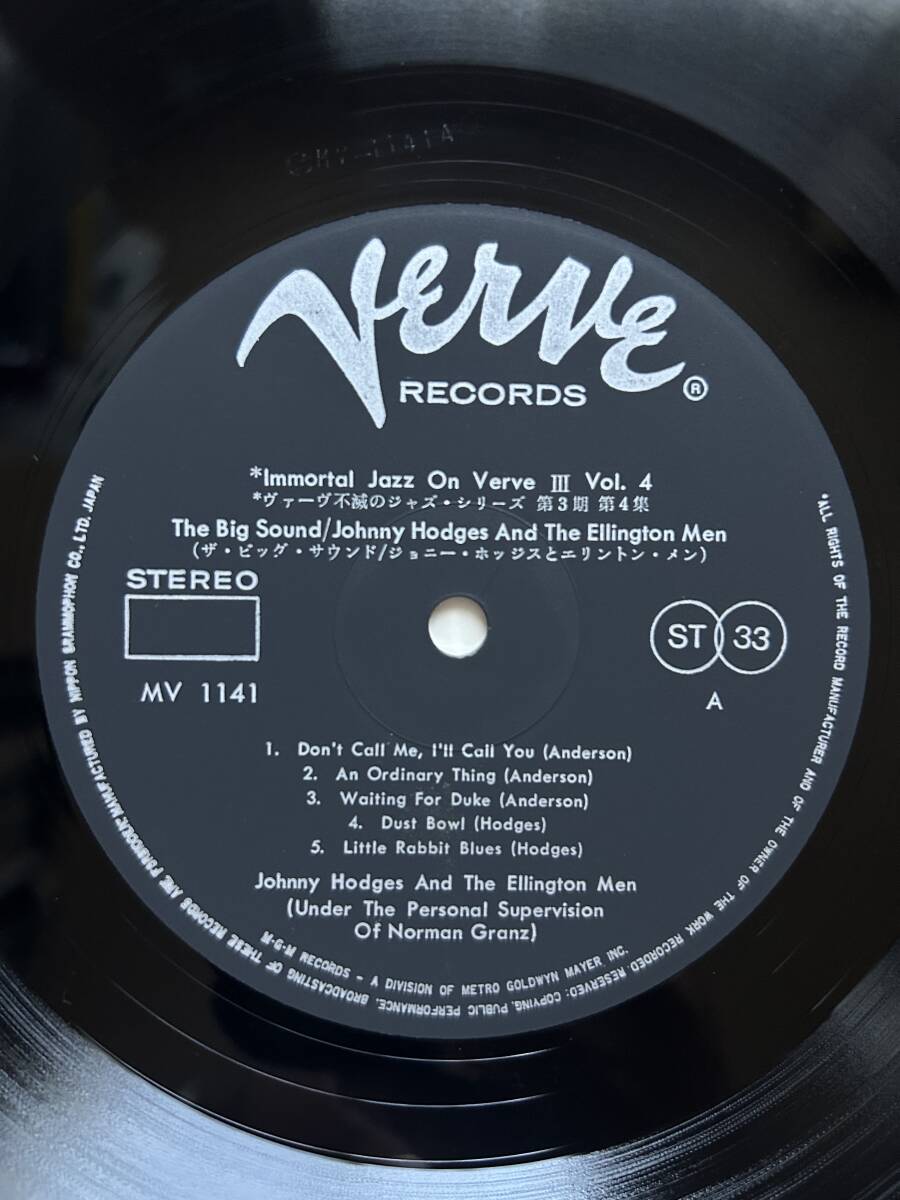 MV-1141A
Verve
RECORDS ®
*Immortal Jazz On Verve III Vol. 4
*ヴァーヴ不滅のジャズ・シリーズ 第3期 第4集
The Big Sound/Johnny Hodges And The Ellington Men
(ザ・ビッグ・サウンド/ジョニー・ホッジスとエリントン・メン)
STEREO
MV 1141
ST 33
A
1. Don't Call Me, I'll Call You (Anderson)
2. An Ordinary Thing (Anderson)
3. Waiting For Duke (Anderson)
4. Dust Bowl (Hodges)
5. Little Rabbit Blues (Hodges)
Johnny Hodges And The Ellington Men
(Under The Personal Supervision
Of Norman Granz)
*ALL RIGHTS OF THE RECORD MANUFACTURER AND OF THE OWNER OF THE WORK RECORDED RESERVED: COPYING, PUBLIC PERFORMANCE, BROADCASTING OF THESE RECORDS ARE FORBIDDEN*
MANUFACTURED BY NIPPON GRAMMOPHON CO., LTD. JAPAN
M-G-M RECORDS - A DIVISION OF METRO GOLDWYN MAYER INC.